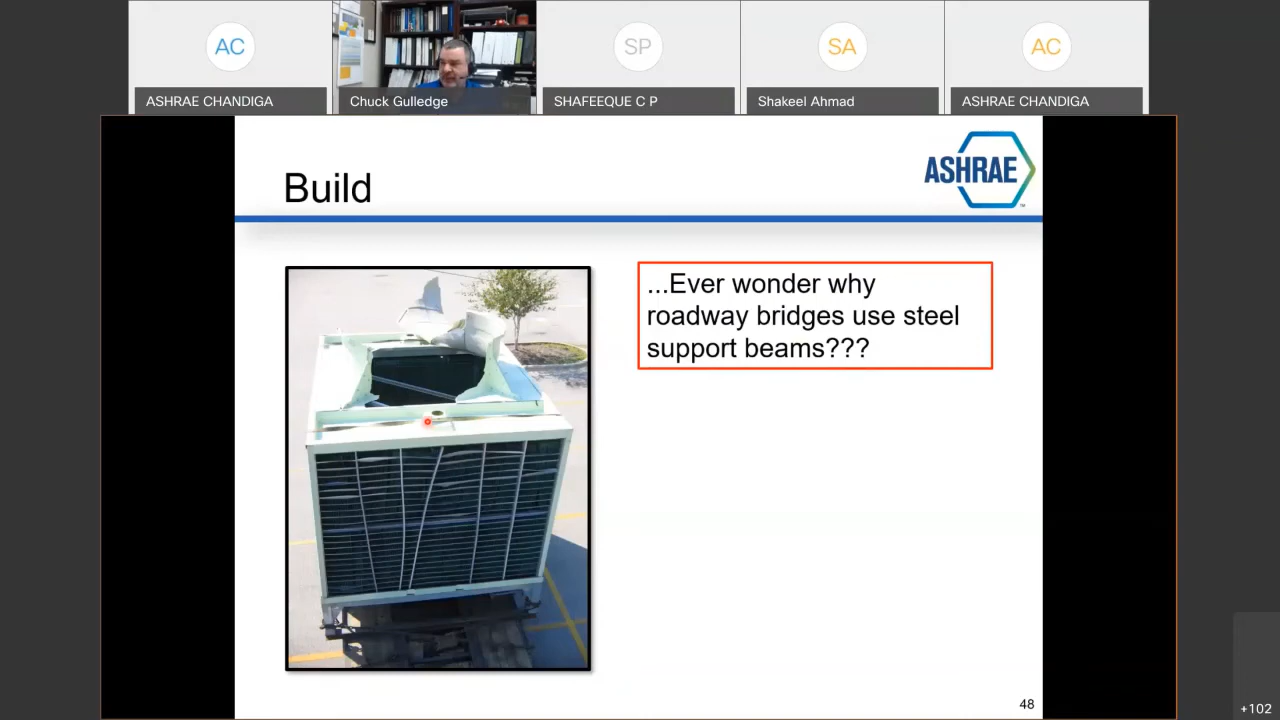 AC
SP
SA
AC
ASHRAE CHANDIGA
Chuck Gulledge
SHAFEEQUE C P
Shakeel Ahmad
ASHRAE CHANDIGA
ASHRAE
TM
Build
...Ever wonder why
roadway bridges use steel
support beams???
48
+102